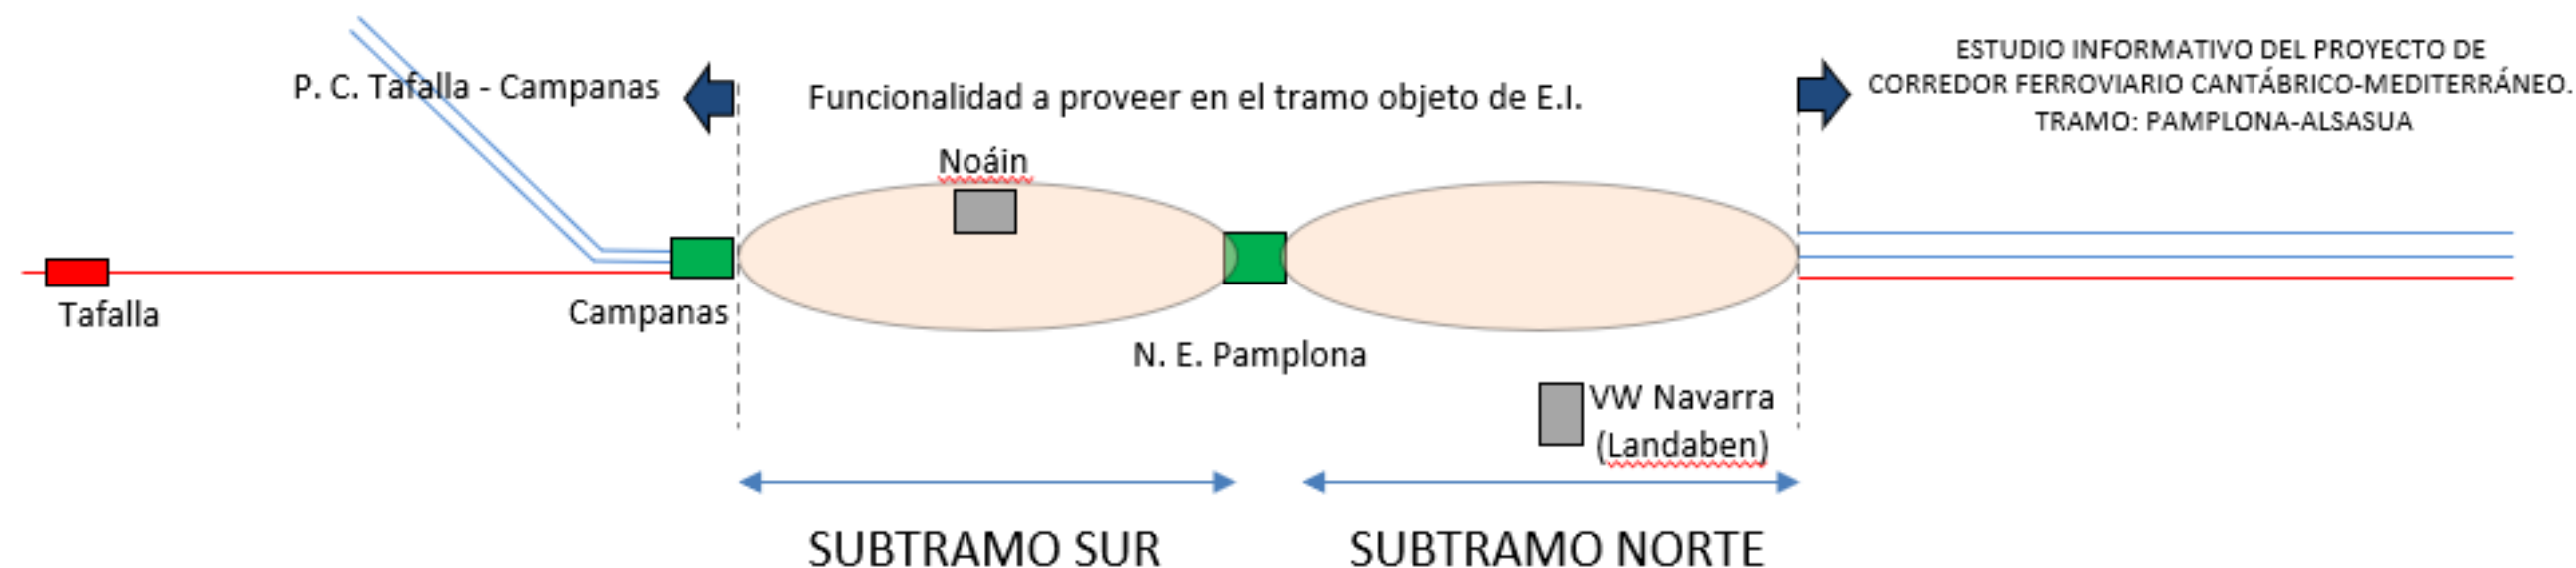 P. C. Tafalla - Campanas
Funcionalidad a proveer en el tramo objeto de E.I.
ESTUDIO INFORMATIVO DEL PROYECTO DE
CORREDOR FERROVIARIO CANTÁBRICO-MEDITERRÁNEO.
TRAMO: PAMPLONA-ALSASUA
Noáin
Tafalla
Campanas
N. E. Pamplona
VW Navarra
(Landaben)
SUBTRAMO SUR
SUBTRAMO NORTE